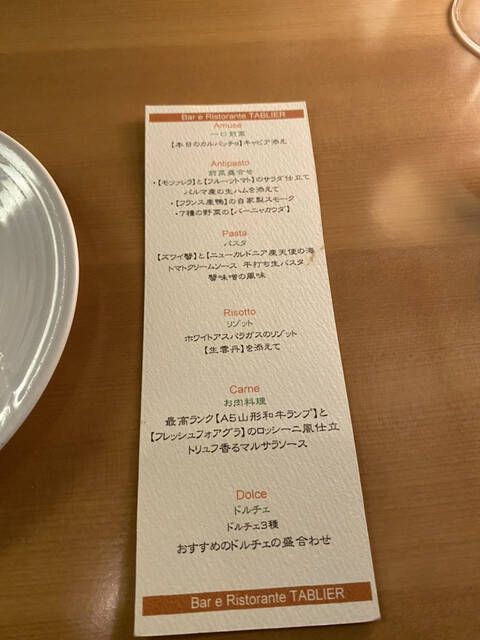 Bar e Ristorante TABLIER
Amuse
一口前菜
【本日のカルパッチョ】キャビア添え
Antipasto
前菜盛合せ
・【モッツァレラ】と【フルーツトマト】のサラダ仕立て
パルマ産の生ハムを添えて
・【フランス産鴨】の自家製スモーク
・7種の野菜の【バーニャカウダ】
Pasta
パスタ
【ズワイ蟹】と【ニューカルドニア産天使の海
トマトクリームソース 平打ち生パスタ
蟹味噌の風味
Risotto
リゾット
ホワイトアスパラガスのリゾット
【生雲丹】を添えて
Carne
お肉料理
最高ランク【A5山形和牛ランプ】と
【フレッシュフォアグラ】のロッシーニ風仕立
トリュフ香るマルサラソース
Dolce
ドルチェ
ドルチェ3種
おすすめのドルチェの盛合わせ
Bar e Ristorante TABLIER